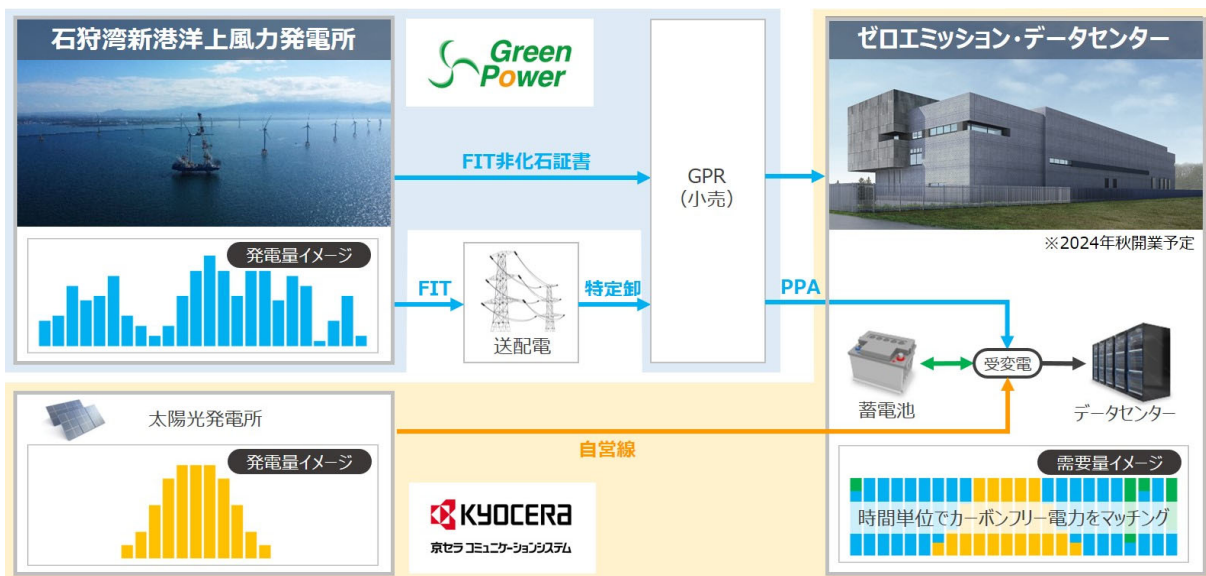 石狩湾新港洋上風力発電所
Green
Power
ゼロエミッション・データセンター
FIT非化石証書
GPR
(小売)
※2024年秋開業予定
発電量イメージ
FIT
特定卸
PPA
送配電
受変電
蓄電池
データセンター
太陽光発電所
自営線
発電量イメージ
需要量イメージ
時間単位でカーボンフリー電力をマッチング
KYOCERA
京セラ コミュニケーションシステム